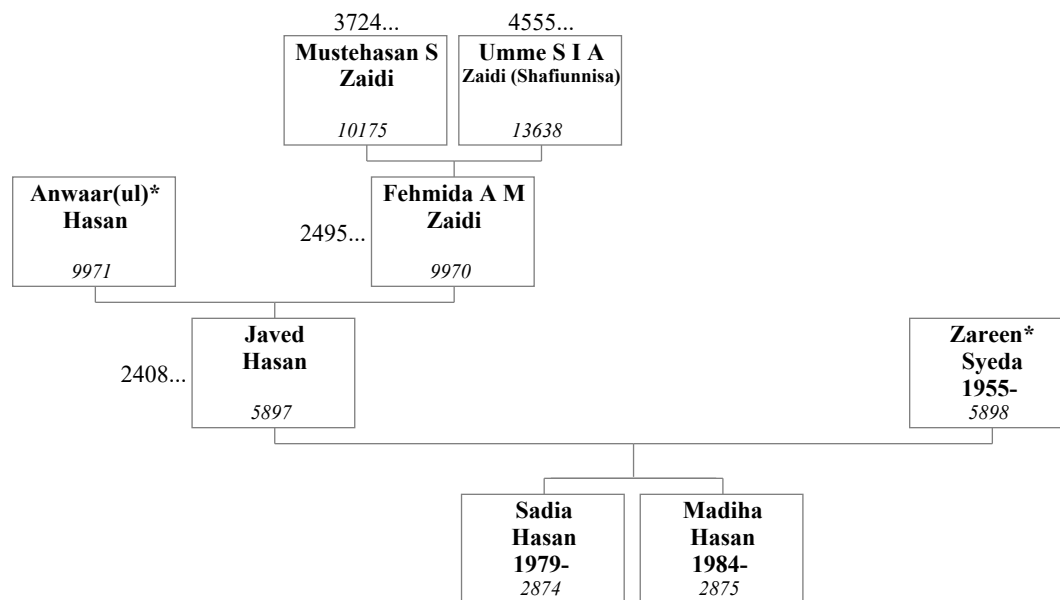 3724...
4555...
Mustehasan S
Zaidi
10175
Umme S I A
Zaidi (Shafiunnisa)
13638
Anwaar(ul)*
Hasan
9971
2495...
Fehmida A M
Zaidi
9970
2408...
Javed
Hasan
5897
Zareen*
Syeda
1955-
5898
Sadia
Hasan
1979-
2874
Madiha
Hasan
1984-
2875